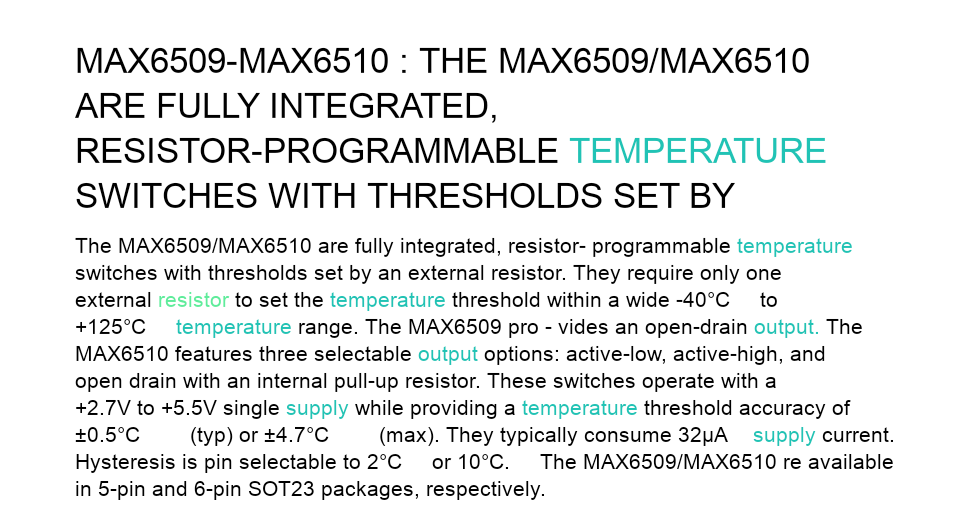 MAX6509-MAX6510 : THE MAX6509/MAX6510
ARE FULLY INTEGRATED,
RESISTOR-PROGRAMMABLE TEMPERATURE
SWITCHES WITH THRESHOLDS SET BY
The MAX6509/MAX6510 are fully integrated, resistor- programmable temperature
switches with thresholds set by an external resistor. They require only one
external resistor to set the temperature threshold within a wide -40°C to
+125°C temperature range. The MAX6509 pro - vides an open-drain output. The
MAX6510 features three selectable output options: active-low, active-high, and
open drain with an internal pull-up resistor. These switches operate with a
+2.7V to +5.5V single supply while providing a temperature threshold accuracy of
±0.5°C (typ) or ±4.7°C (max). They typically consume 32μA supply current.
Hysteresis is pin selectable to 2°C or 10°C. The MAX6509/MAX6510 re available
in 5-pin and 6-pin SOT23 packages, respectively.